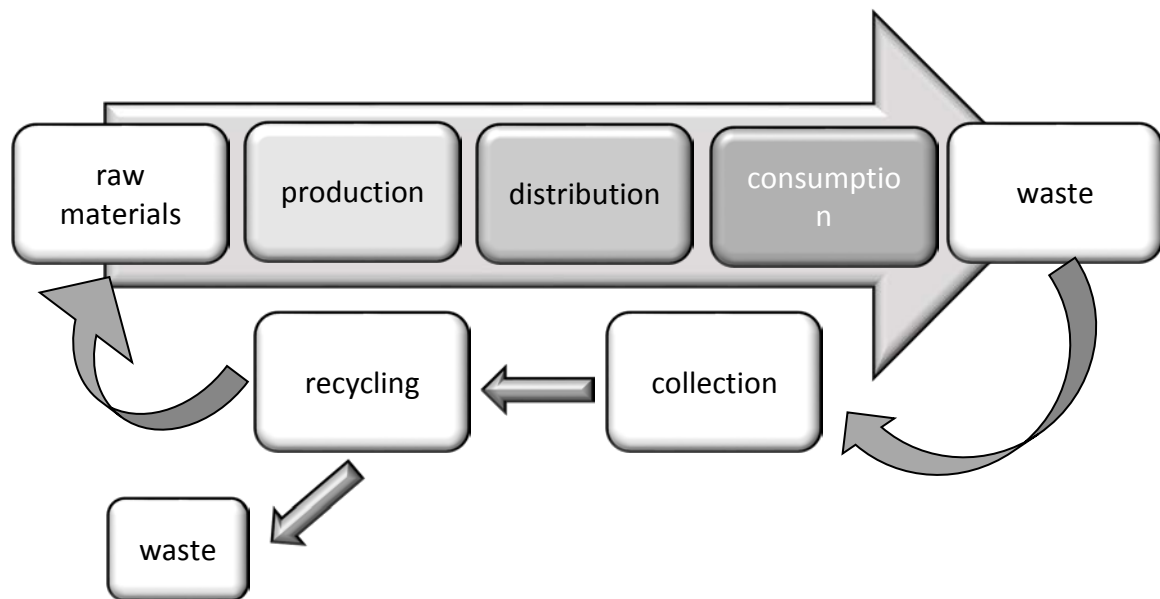 raw
materials
production
distribution
consumptio
n
waste
recycling
collection
waste